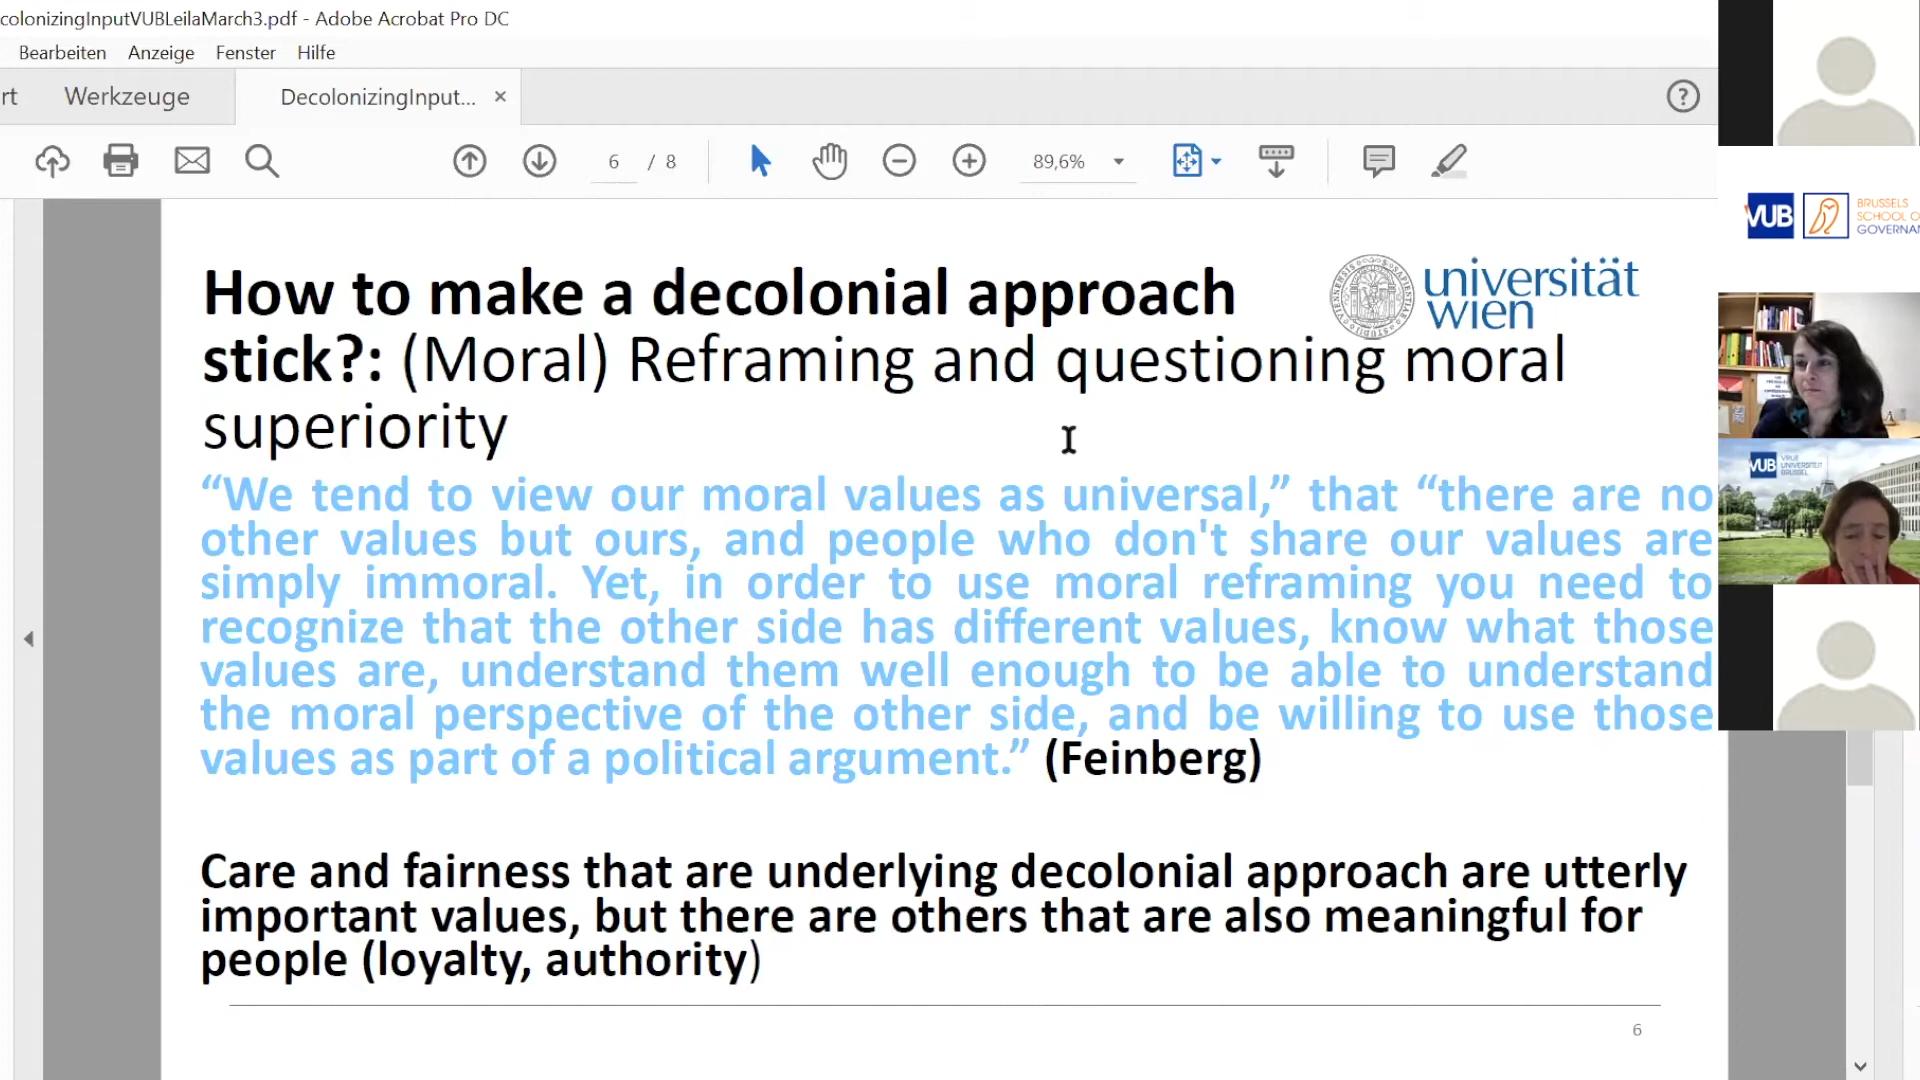 colonizingInputVUBLeilaMarch3.pdf - Adobe Acrobat Pro DC
Bearbeiten Anzeige Fenster Hilfe
rt Werkzeuge DecolonizingInput... ×
6 / 8 89,6%
VUB BRUSSELS
SCHOOL O
GOVERNAN
How to make a decolonial approach
stick?: (Moral) Reframing and questioning moral
superiority
universität
wien
“We tend to view our moral values as universal,” that “there are no
other values but ours, and people who don't share our values are
simply immoral. Yet, in order to use moral reframing you need to
recognize that the other side has different values, know what those
values are, understand them well enough to be able to understand
the moral perspective of the other side, and be willing to use those
values as part of a political argument.” (Feinberg)
Care and fairness that are underlying decolonial approach are utterly
important values, but there are others that are also meaningful for
people (loyalty, authority)
6
VUB VRIJE
UNIVERSITEIT
BRUSSEL